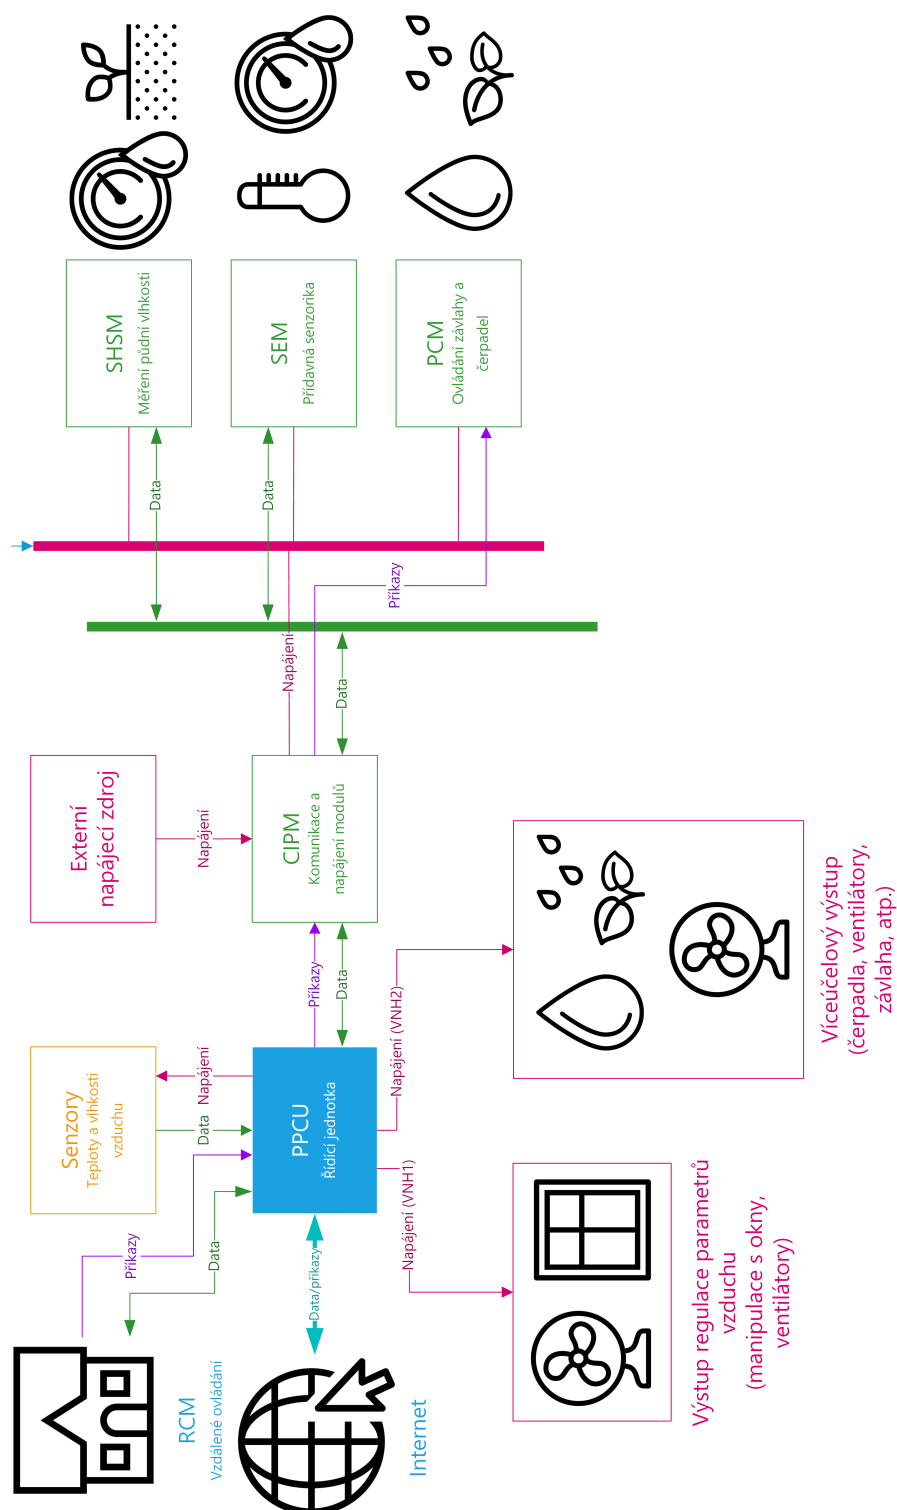 SHSM
Měření půdní vlhkosti
SEM
Přídavná senzorika
PCM
Ovládání závlahy a
čerpadel
Data
Data
Příkazy
Napájení
Data
Externí
napájecí zdroj
Napájení
CIPM
Komunikace a
napájení modulů
Příkazy
Data
Napájení (VNH2)
Víceúčelový výstup
(čerpadla, ventilátory,
závlaha, atp.)
Senzory
Teploty a vlhkosti
vzduchu
Napájení
Data
PPCU
Řídící jednotka
Napájení (VNH1)
Příkazy
Data
Data/příkazy
RCM
Vzdálené ovládání
Internet
Výstup regulace parametrů
vzduchu
(manipulace s okny,
ventilátory)